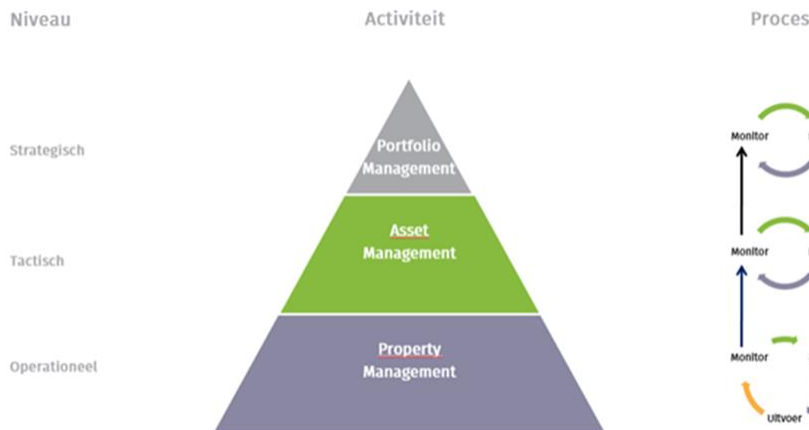 Niveau
Activiteit
Proces
Strategisch
Portfolio
Management
Monitor
Tactisch
Asset
Management
Monitor
Operationeel
Property
Management
Monitor
Uitvoer